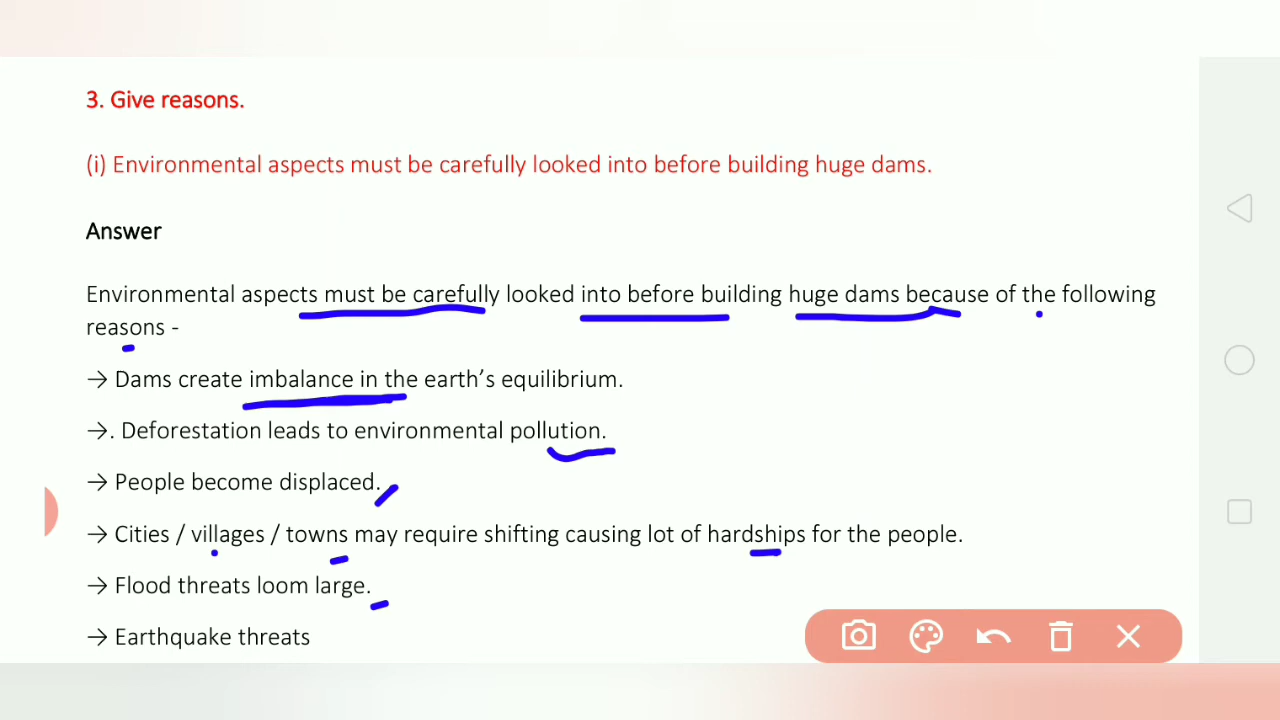 3. Give reasons.
(i) Environmental aspects must be carefully looked into before building huge dams.
Answer
Environmental aspects must be carefully looked into before building huge dams because of the following
reasons -
→ Dams create imbalance in the earth’s equilibrium.
→. Deforestation leads to environmental pollution.
→ People become displaced.
→ Cities / villages / towns may require shifting causing lot of hardships for the people.
→ Flood threats loom large.
→ Earthquake threats